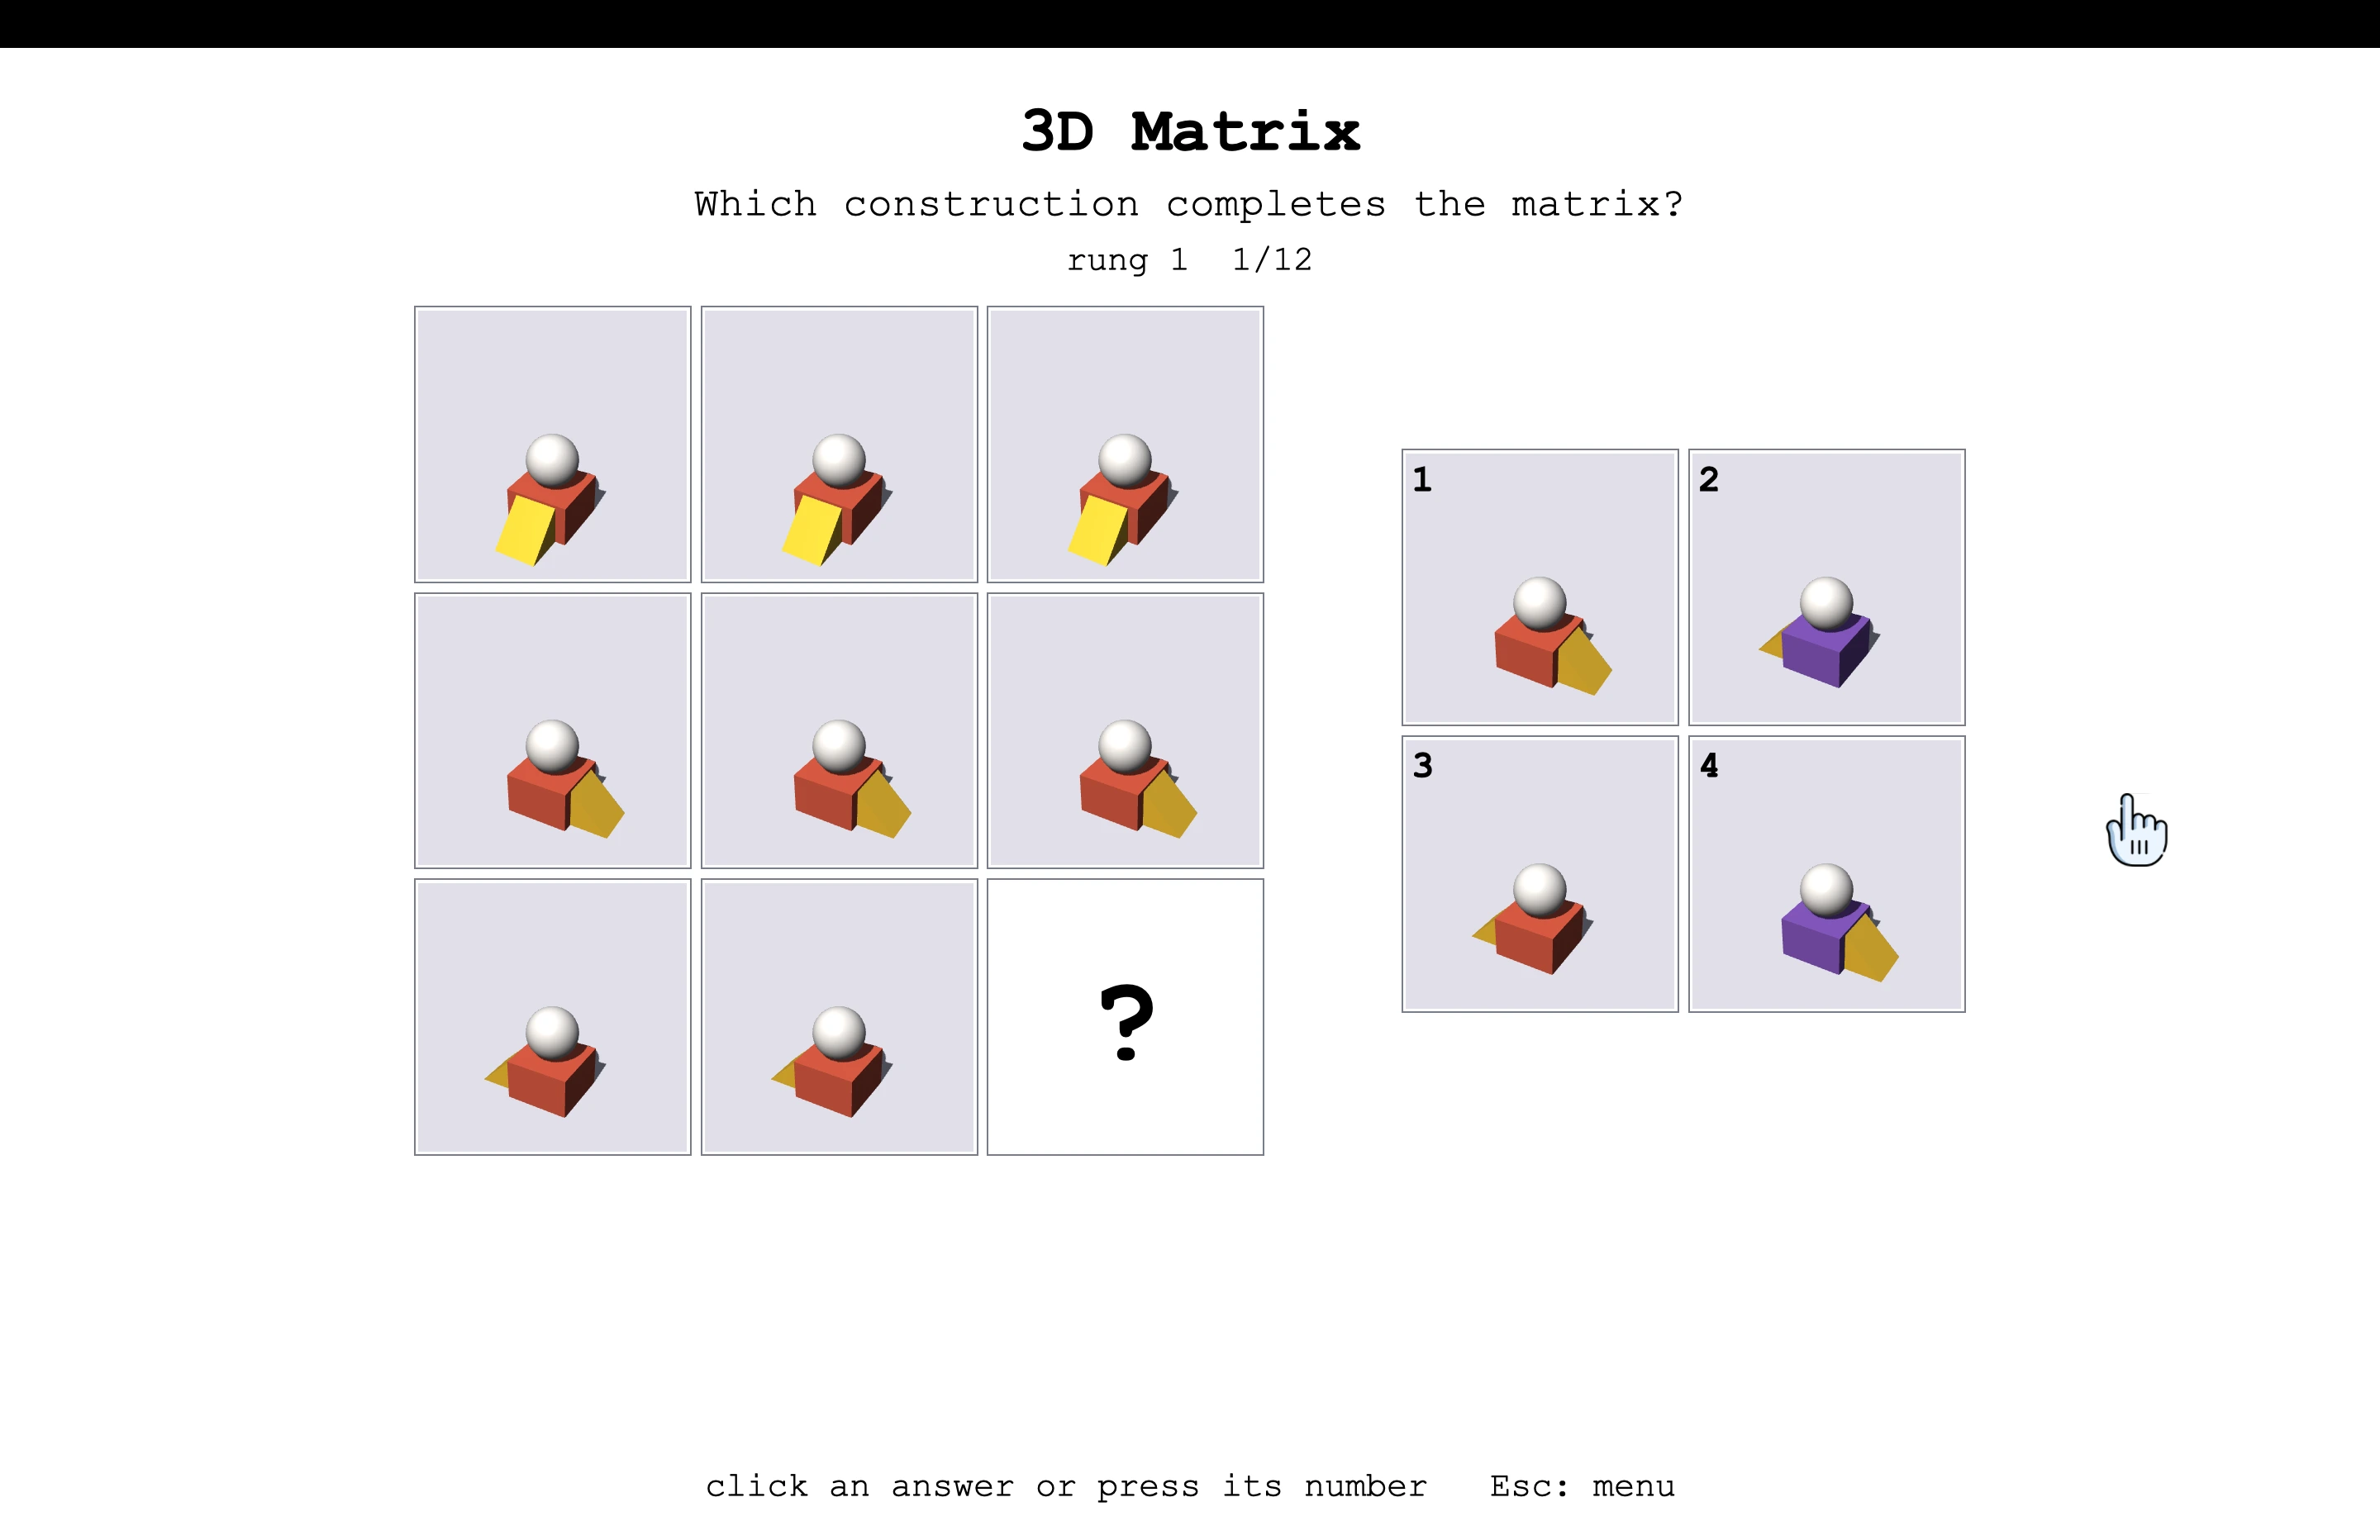 3D Matrix
Which construction completes the matrix?
rung 1 1/12
1
2
3
4
?
click an answer or press its number Esc: menu